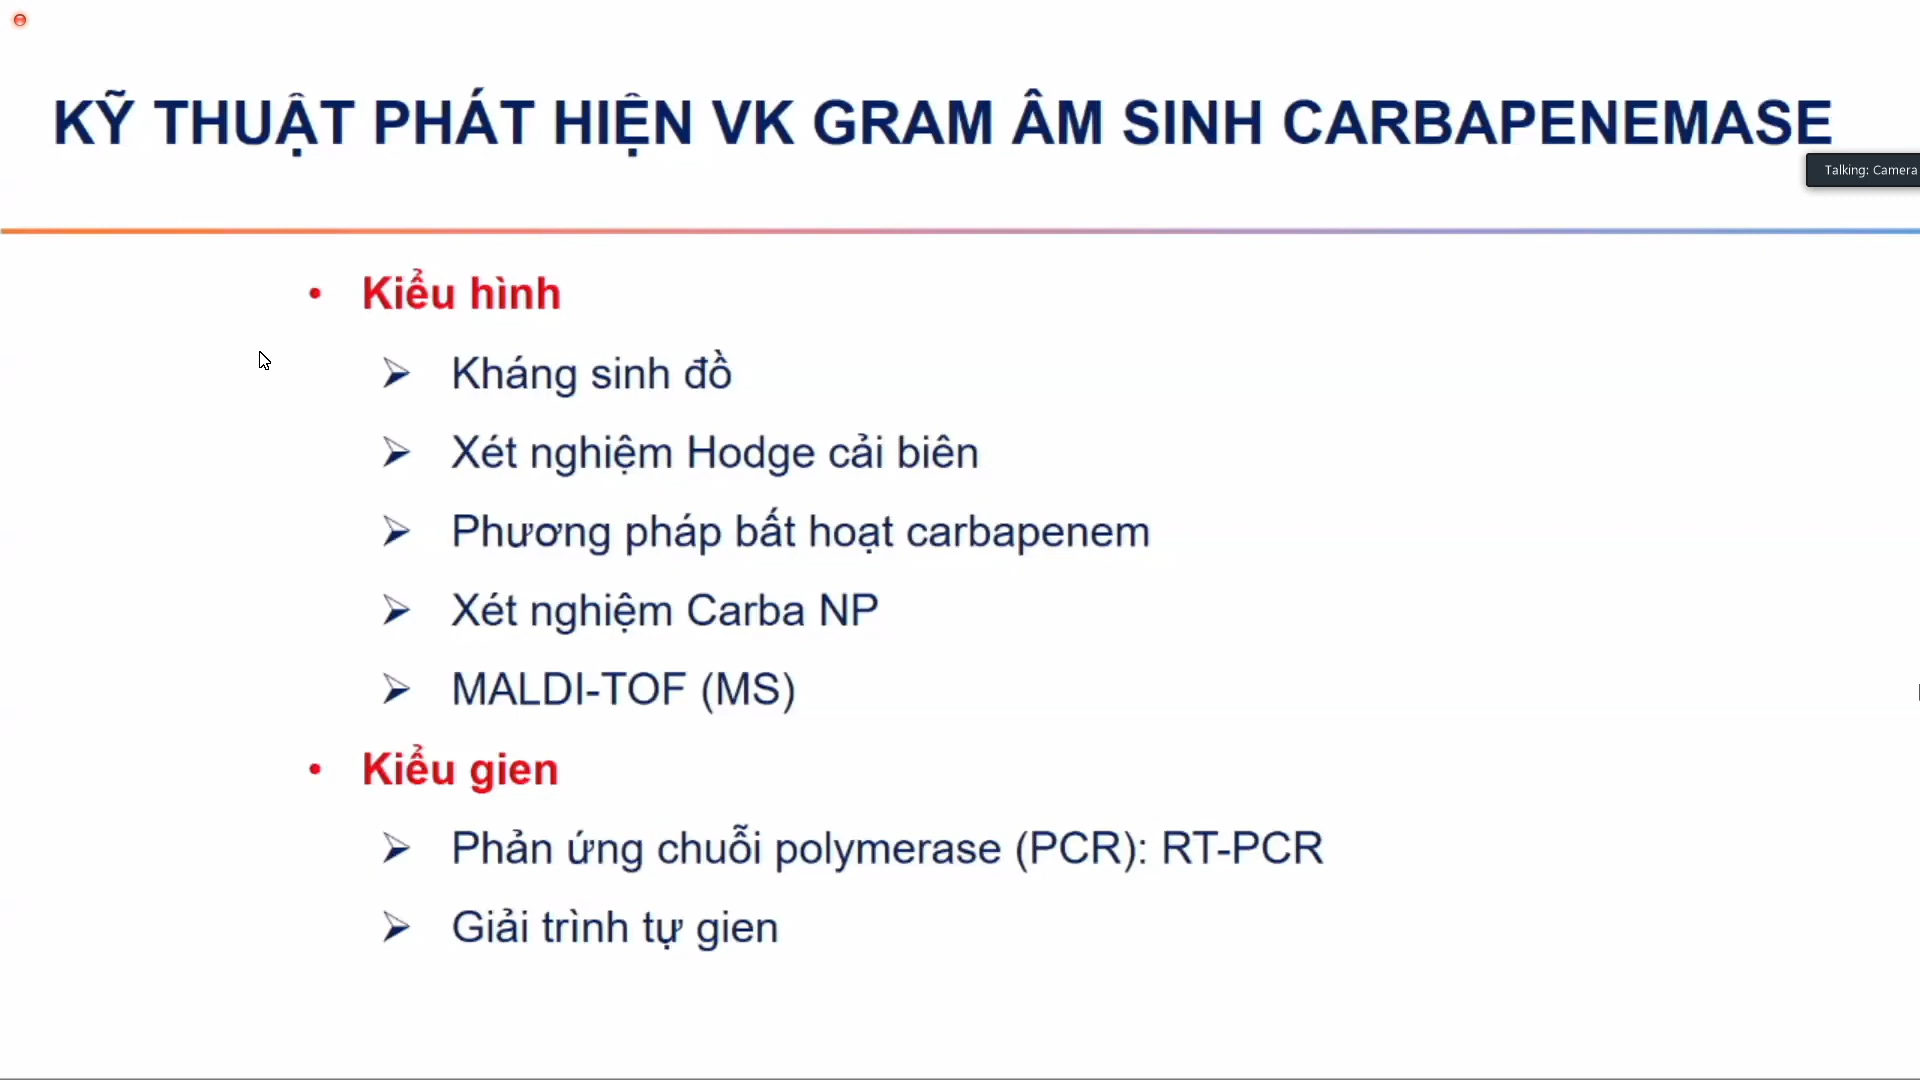 KỸ THUẬT PHÁT HIỆN VK GRAM ÂM SINH CARBAPENEMASE
Talking: Camera
• Kiểu hình
➢ Kháng sinh đồ
➢ Xét nghiệm Hodge cải biên
➢ Phương pháp bất hoạt carbapenem
➢ Xét nghiệm Carba NP
➢ MALDI-TOF (MS)
• Kiểu gien
➢ Phản ứng chuỗi polymerase (PCR): RT-PCR
➢ Giải trình tự gien